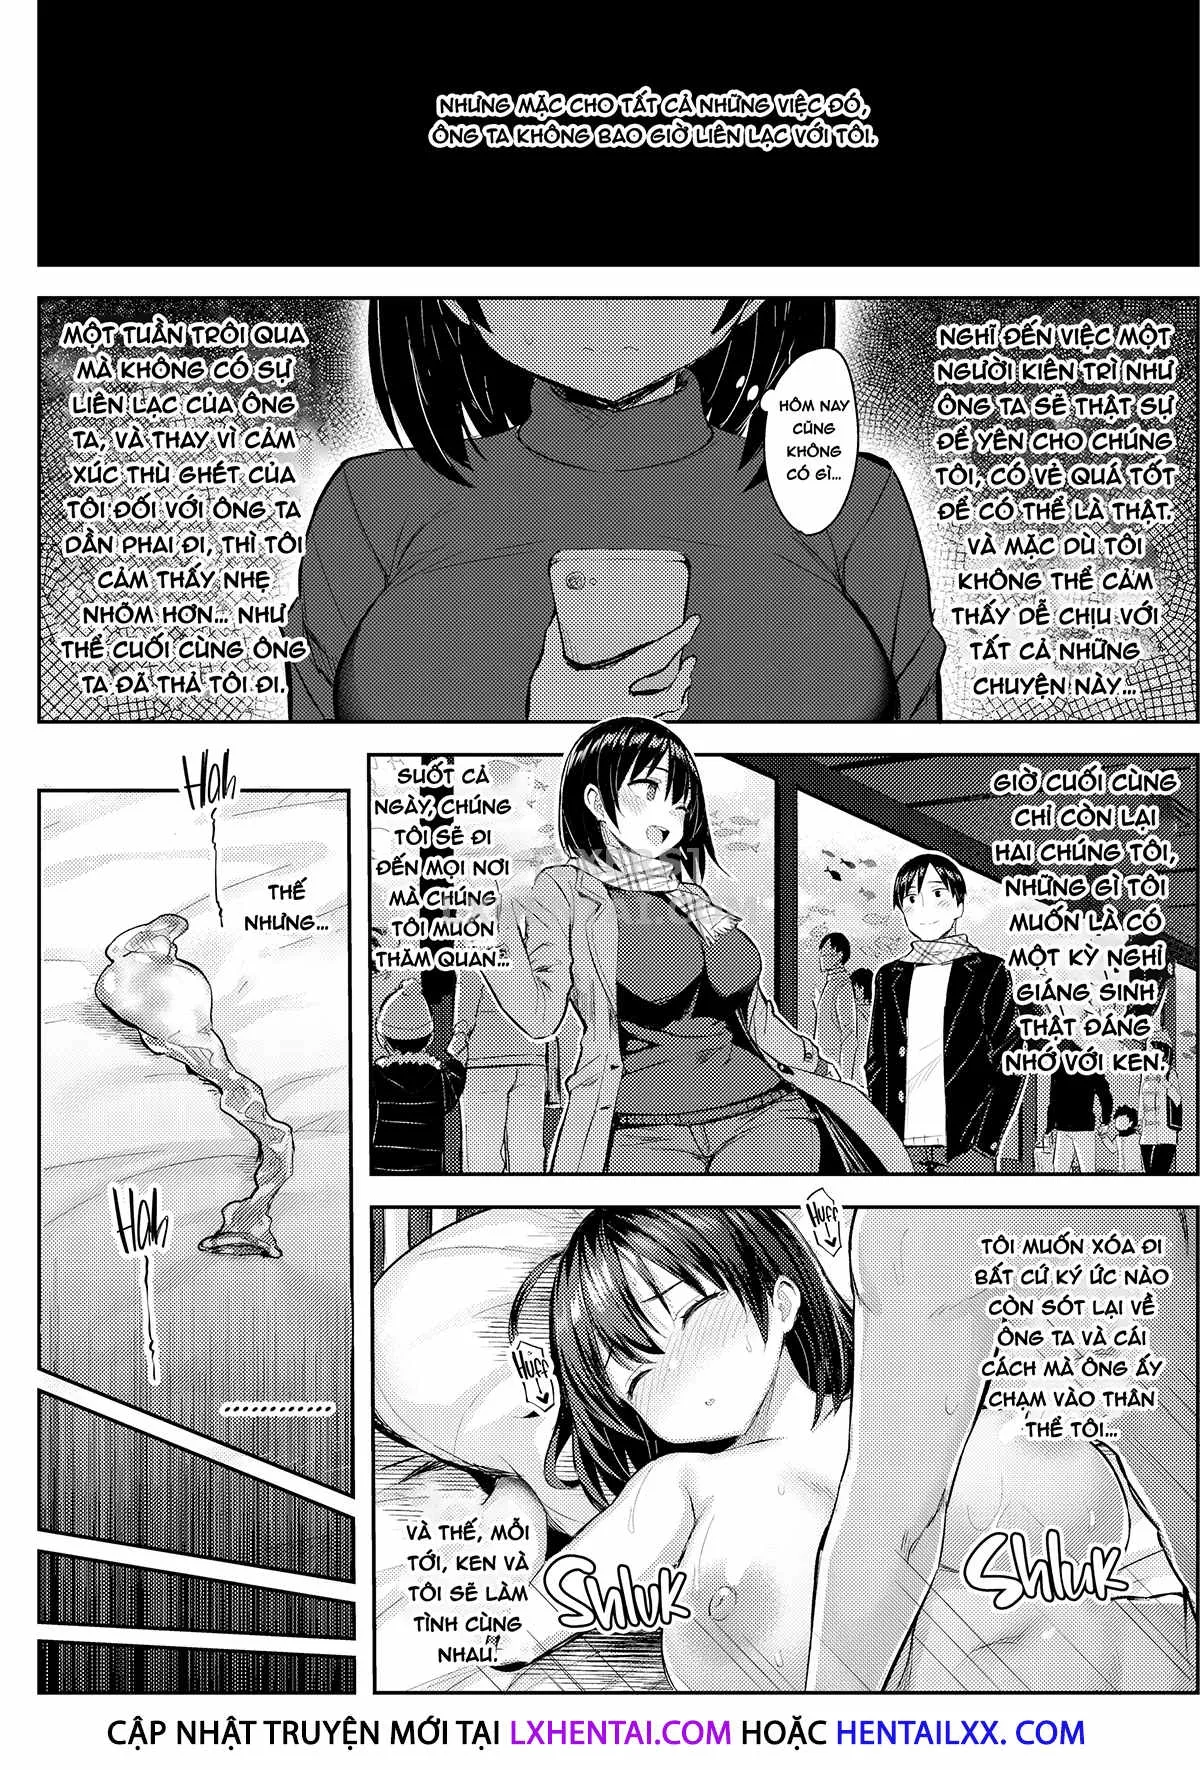 NHƯNG MẶC CHO TẤT CẢ NHỮNG VIỆC ĐÓ,
ÔNG TA KHÔNG BAO GIỜ LIÊN LẠC VỚI TÔI.
NGHĨ ĐẾN VIỆC MỘT
NGƯỜI KIÊN TRÌ NHƯ
ÔNG TA SẼ THẬT SỰ
ĐỂ YÊN CHO CHÚNG
TÔI, CÓ VẺ QUÁ TỐT
ĐỂ CÓ THỂ LÀ THẬT.
VÀ MẶC DÙ TÔI
KHÔNG THỂ CẢM
THẤY DỄ CHỊU VỚI
TẤT CẢ NHỮNG
CHUYỆN NÀY...
HÔM NAY
CŨNG
KHÔNG
CÓ GÌ...
MỘT TUẦN TRÔI QUA
MÀ KHÔNG CÓ SỰ
LIÊN LẠC CỦA ÔNG
TA, VÀ THAY VÌ CẢM
XÚC THÙ GHÉT CỦA
TÔI ĐỐI VỚI ÔNG TA
DẦN PHAI ĐI, THÌ TÔI
CẢM THẤY NHẸ
NHÕM HƠN... NHƯ
THỂ CUỐI CÙNG ÔNG
TA ĐÃ THẢ TÔI ĐI.
GIỜ CUỐI CÙNG
CHỈ CÒN LẠI
HAI CHÚNG TÔI,
NHỮNG GÌ TÔI
MUỐN LÀ CÓ
MỘT KỲ NGHỈ
GIÁNG SINH
THẬT ĐÁNG
NHỚ VỚI KEN.
SUỐT CẢ
NGÀY, CHÚNG
TÔI SẼ ĐI
ĐẾN MỌI NƠI
MÀ CHÚNG
TÔI MUỐN
THĂM QUAN...
TÔI MUỐN XÓA ĐI
BẤT CỨ KÝ ỨC NÀO
CÒN SÓT LẠI VỀ
ÔNG TA VÀ CÁI
CÁCH MÀ ÔNG ẤY
CHẠM VÀO THÂN
THỂ TÔI...
HUFF
HUFF
SHLUK
SHLUK
VÀ THẾ, MỖI
TỚI, KEN VÀ
TÔI SẼ LÀM
TÌNH CÙNG
NHAU.
HAH
THẾ
NHƯNG...
HAH
..............
CẬP NHẬT TRUYỆN MỚI TẠI LXHENTAI.COM HOẶC HENTAILXX. COM